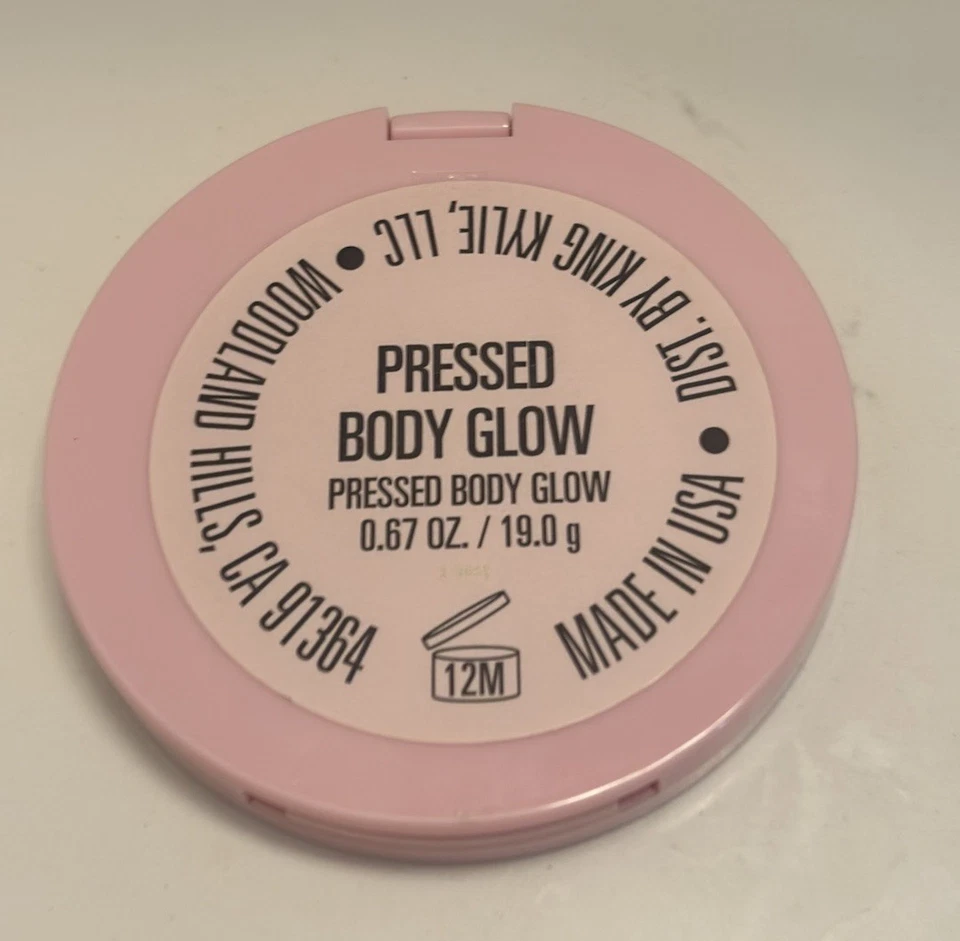 PRESSED
BODY GLOW
PRESSED BODY GLOW
0.67 OZ. / 19.0 g
12M
MADE IN USA • DIST. BY KING KYLIE, LLC • WOODLAND HILLS, CA 91364